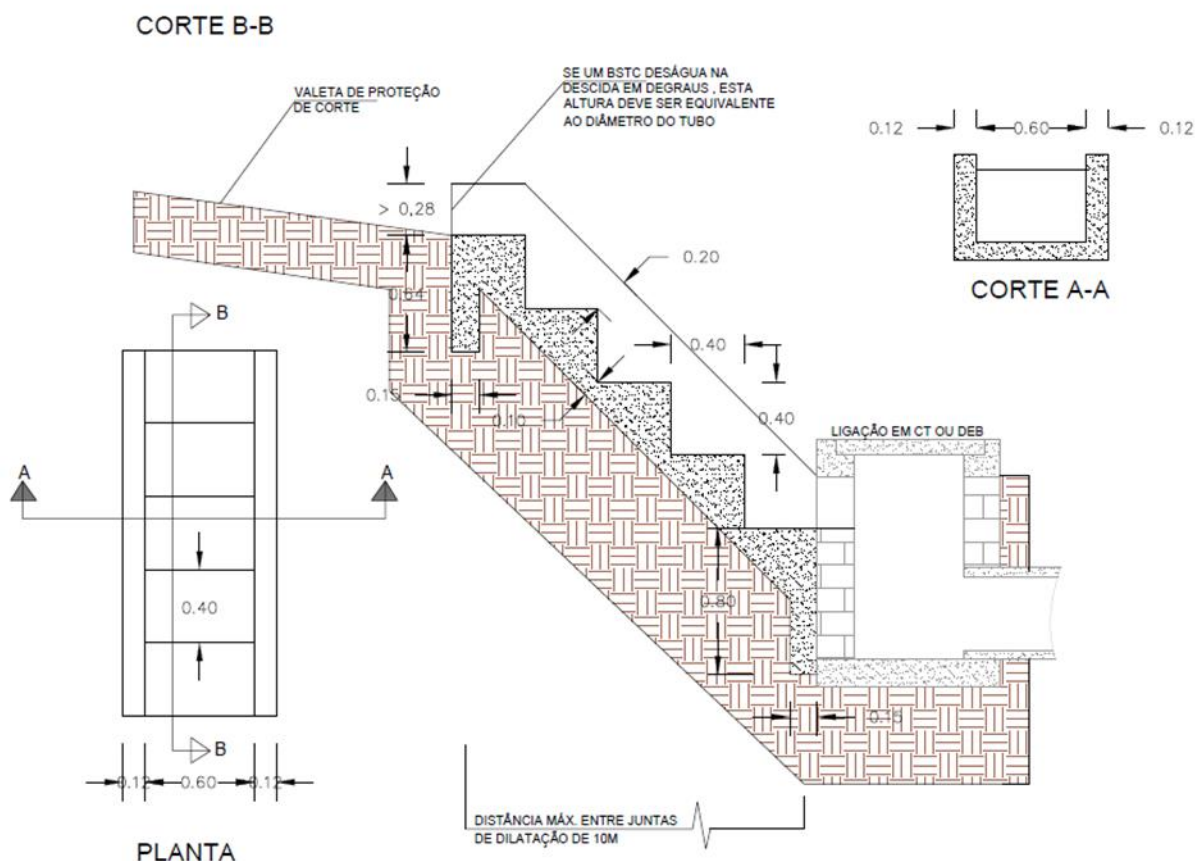 CORTE B-B
VALETA DE PROTEÇÃO
DE CORTE
SE UM BSTC DESÁGUA NA
DESCIDA EM DEGRAUS , ESTA
ALTURA DEVE SER EQUIVALENTE
AO DIÂMETRO DO TUBO
0.12
0.60
0.12
CORTE A-A
> 0,28
0.64
0.20
0.40
0.40
0.15
0.10
LIGAÇÃO EM CT OU DEB
0.80
0.15
B
A
A
0.40
B
0.12
0.60
0.12
DISTÂNCIA MÁX. ENTRE JUNTAS
DE DILATAÇÃO DE 10M
PLANTA